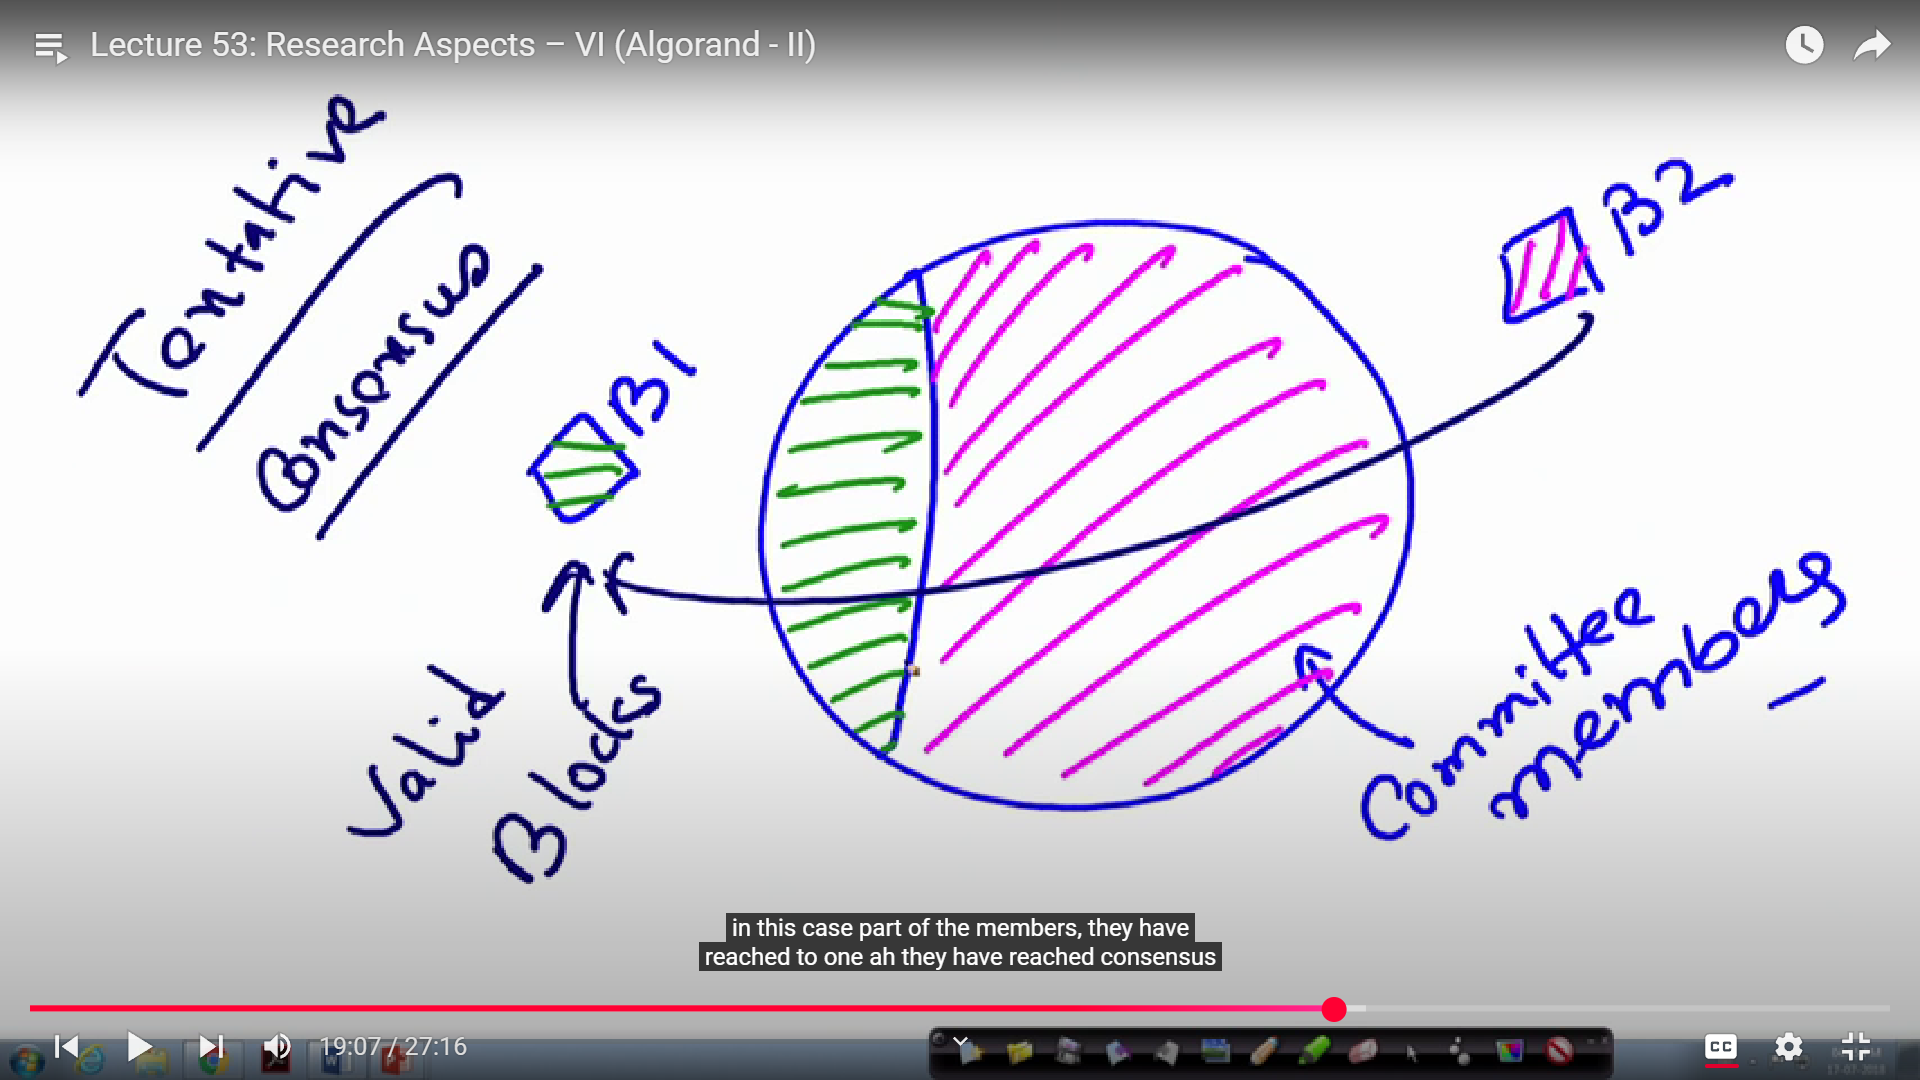 Lecture 53: Research Aspects – VI (Algorand - II)
Tentative
Consensus
B1
B2
Valid
Blocks
Committee
members
in this case part of the members, they have
reached to one ah they have reached consensus
19:07 / 27:16
CC